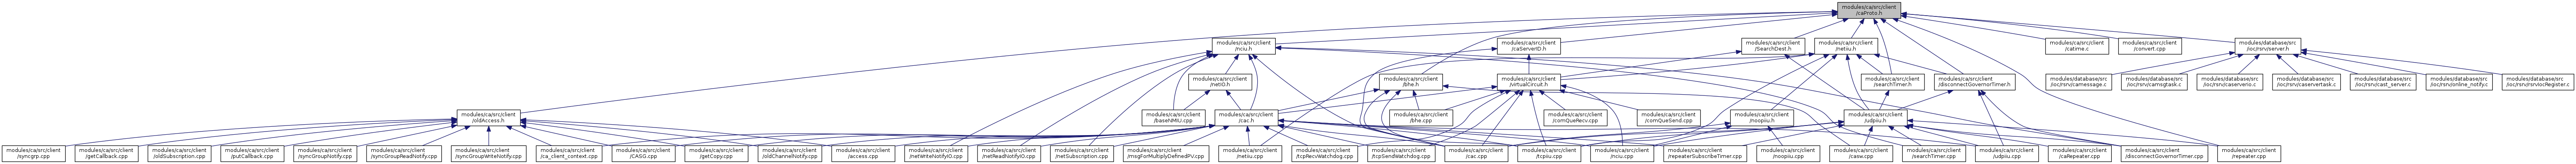 modules/ca/src/client
/caProto.h
modules/ca/src/client
/nciu.h
modules/ca/src/client
/caServerID.h
modules/ca/src/client
/SearchDest.h
modules/ca/src/client
/netiiu.h
modules/ca/src/client
/catime.c
modules/ca/src/client
/convert.cpp
modules/database/src
/ioc/rsrv/server.h
modules/ca/src/client
/netIO.h
modules/ca/src/client
/bhe.h
modules/ca/src/client
/virtualCircuit.h
modules/ca/src/client
/searchTimer.h
modules/ca/src/client
/disconnectGovernorTimer.h
modules/database/src
/ioc/rsrv/camessage.c
modules/database/src
/ioc/rsrv/camsgtask.c
modules/database/src
/ioc/rsrv/caserverio.c
modules/database/src
/ioc/rsrv/caservertask.c
modules/database/src
/ioc/rsrv/cast_server.c
modules/database/src
/ioc/rsrv/online_notify.c
modules/database/src
/ioc/rsrv/rsrvIocRegister.c
modules/ca/src/client
/oldAccess.h
modules/ca/src/client
/baseNMIU.cpp
modules/ca/src/client
/cac.h
modules/ca/src/client
/bhe.cpp
modules/ca/src/client
/comQueRecv.cpp
modules/ca/src/client
/comQueSend.cpp
modules/ca/src/client
/noopiiu.h
modules/ca/src/client
/udpiiu.h
modules/ca/src/client
/syncgrp.cpp
modules/ca/src/client
/getCallback.cpp
modules/ca/src/client
/oldSubscription.cpp
modules/ca/src/client
/putCallback.cpp
modules/ca/src/client
/syncGroupNotify.cpp
modules/ca/src/client
/syncGroupReadNotify.cpp
modules/ca/src/client
/syncGroupWriteNotify.cpp
modules/ca/src/client
/ca_client_context.cpp
modules/ca/src/client
/CASG.cpp
modules/ca/src/client
/getCopy.cpp
modules/ca/src/client
/oldChannelNotify.cpp
modules/ca/src/client
/access.cpp
modules/ca/src/client
/netWriteNotifyIO.cpp
modules/ca/src/client
/netReadNotifyIO.cpp
modules/ca/src/client
/netSubscription.cpp
modules/ca/src/client
/msgForMultiplyDefinedPV.cpp
modules/ca/src/client
/netiiu.cpp
modules/ca/src/client
/tcpRecvWatchdog.cpp
modules/ca/src/client
/tcpSendWatchdog.cpp
modules/ca/src/client
/cac.cpp
modules/ca/src/client
/tcpiiu.cpp
modules/ca/src/client
/nciu.cpp
modules/ca/src/client
/repeaterSubscribeTimer.cpp
modules/ca/src/client
/noopiiu.cpp
modules/ca/src/client
/casw.cpp
modules/ca/src/client
/searchTimer.cpp
modules/ca/src/client
/udpiiu.cpp
modules/ca/src/client
/caRepeater.cpp
modules/ca/src/client
/disconnectGovernorTimer.cpp
modules/ca/src/client
/repeater.cpp